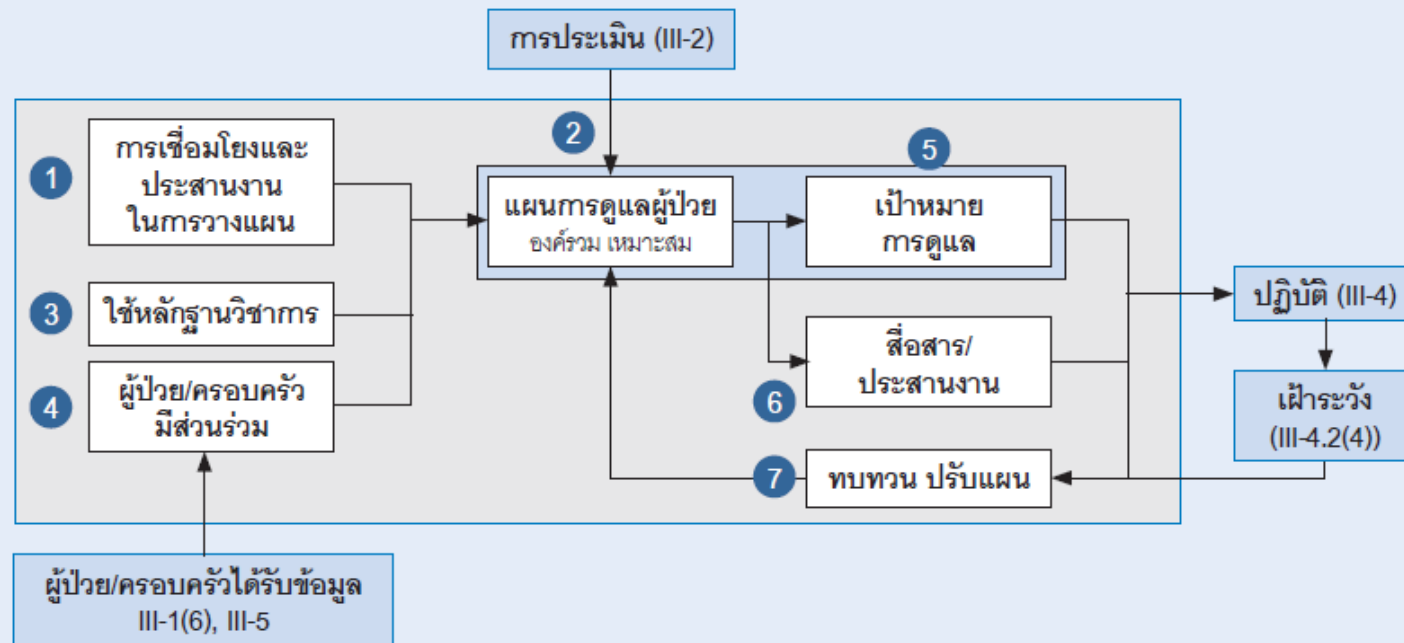 การประเมิน (III-2)
1
การเชื่อมโยงและ
ประสานงาน
ในการวางแผน
2
แผนการดูแลผู้ป่วย
องค์รวม เหมาะสม
5
เป้าหมาย
การดูแล
3
ใช้หลักฐานวิชาการ
4
ผู้ป่วย/ครอบครัว
มีส่วนร่วม
6
สื่อสาร/
ประสานงาน
7
ทบทวน ปรับแผน
ปฏิบัติ (III-4)
เฝ้าระวัง
(III-4.2(4))
ผู้ป่วย/ครอบครัวได้รับข้อมูล
III-1(6), III-5